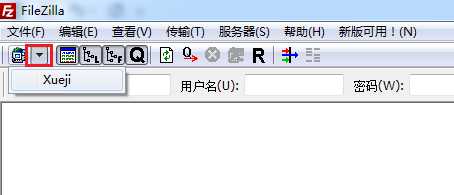 FileZilla
文件(F) 编辑(E) 查看(V) 传输(T) 服务器(S) 帮助(H) 新版可用！(N)
L F Q R
Xueji
用户名(U): 密码(W):